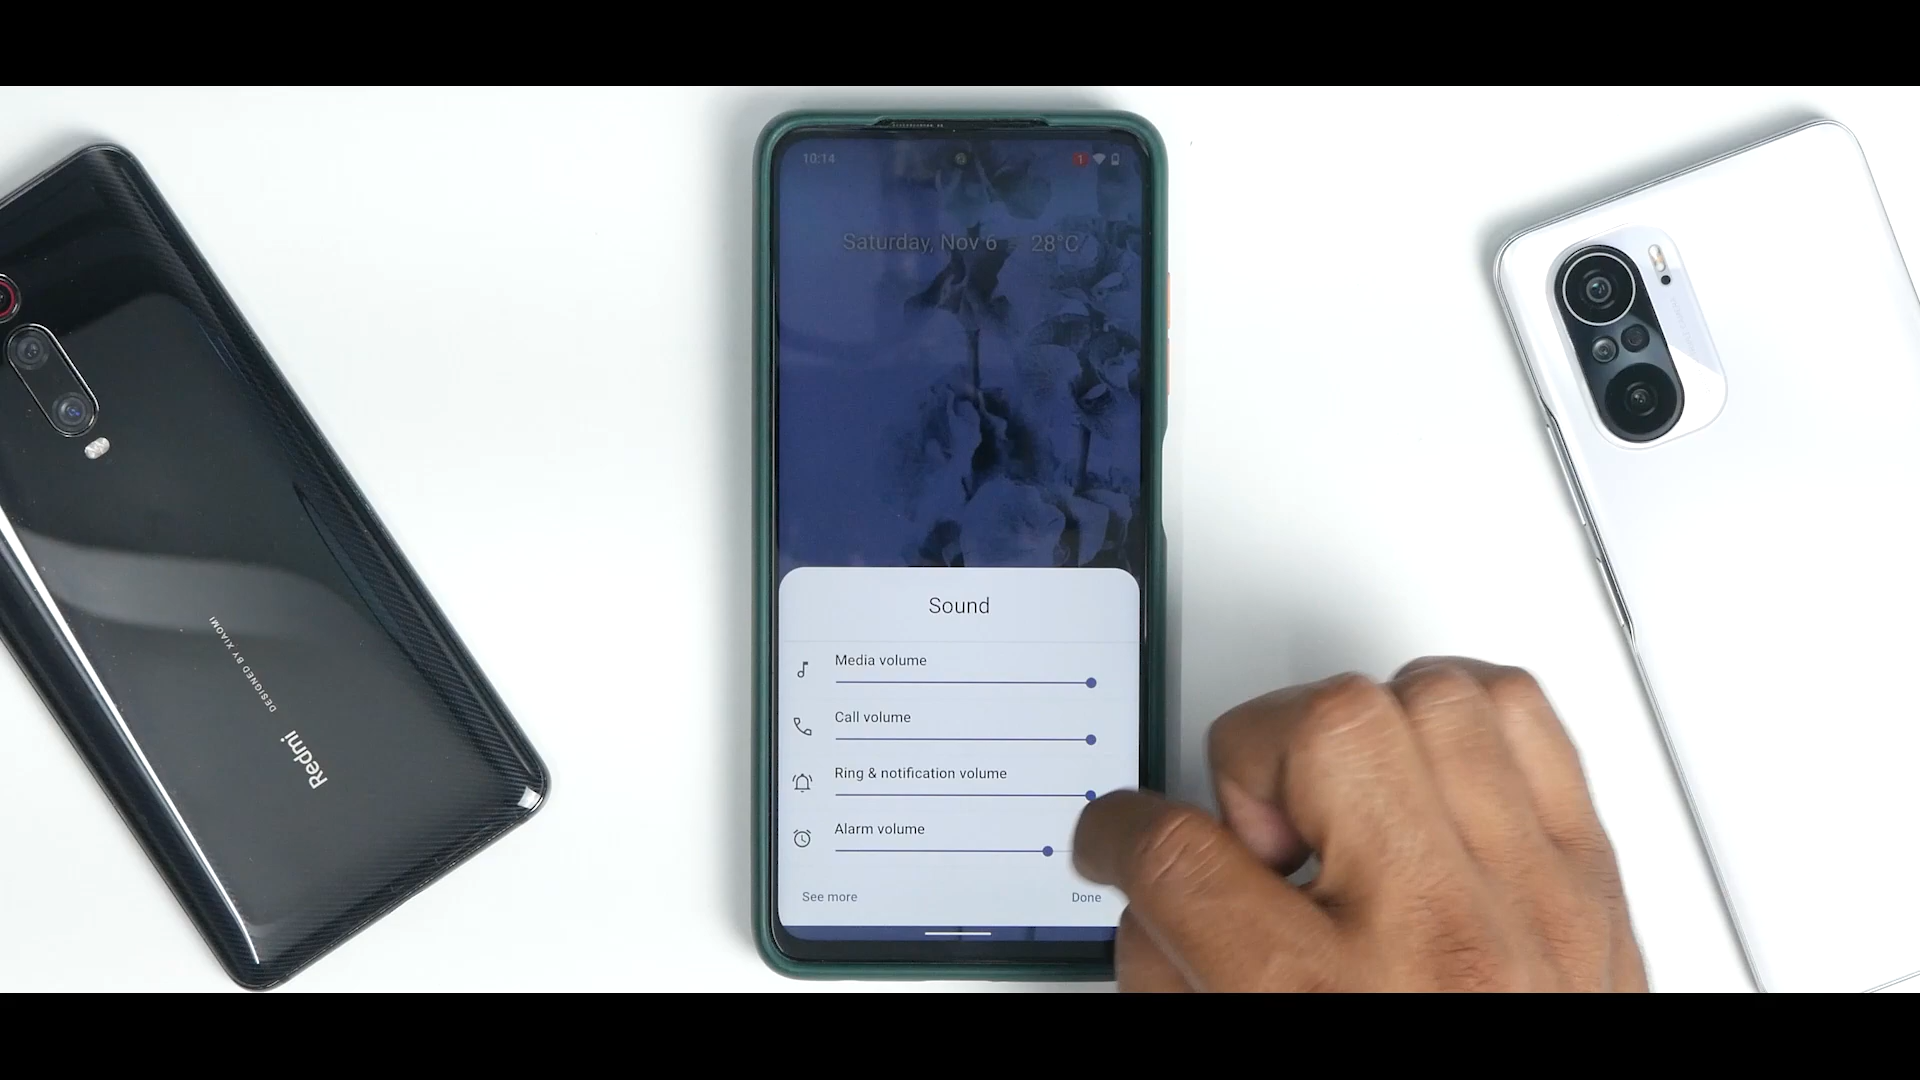 10:14
1
Saturday, Nov 6
28°C
Sound
Media volume
Call volume
Ring & notification volume
Alarm volume
See more
Done
Redmi
DESIGNED BY XIAOMI